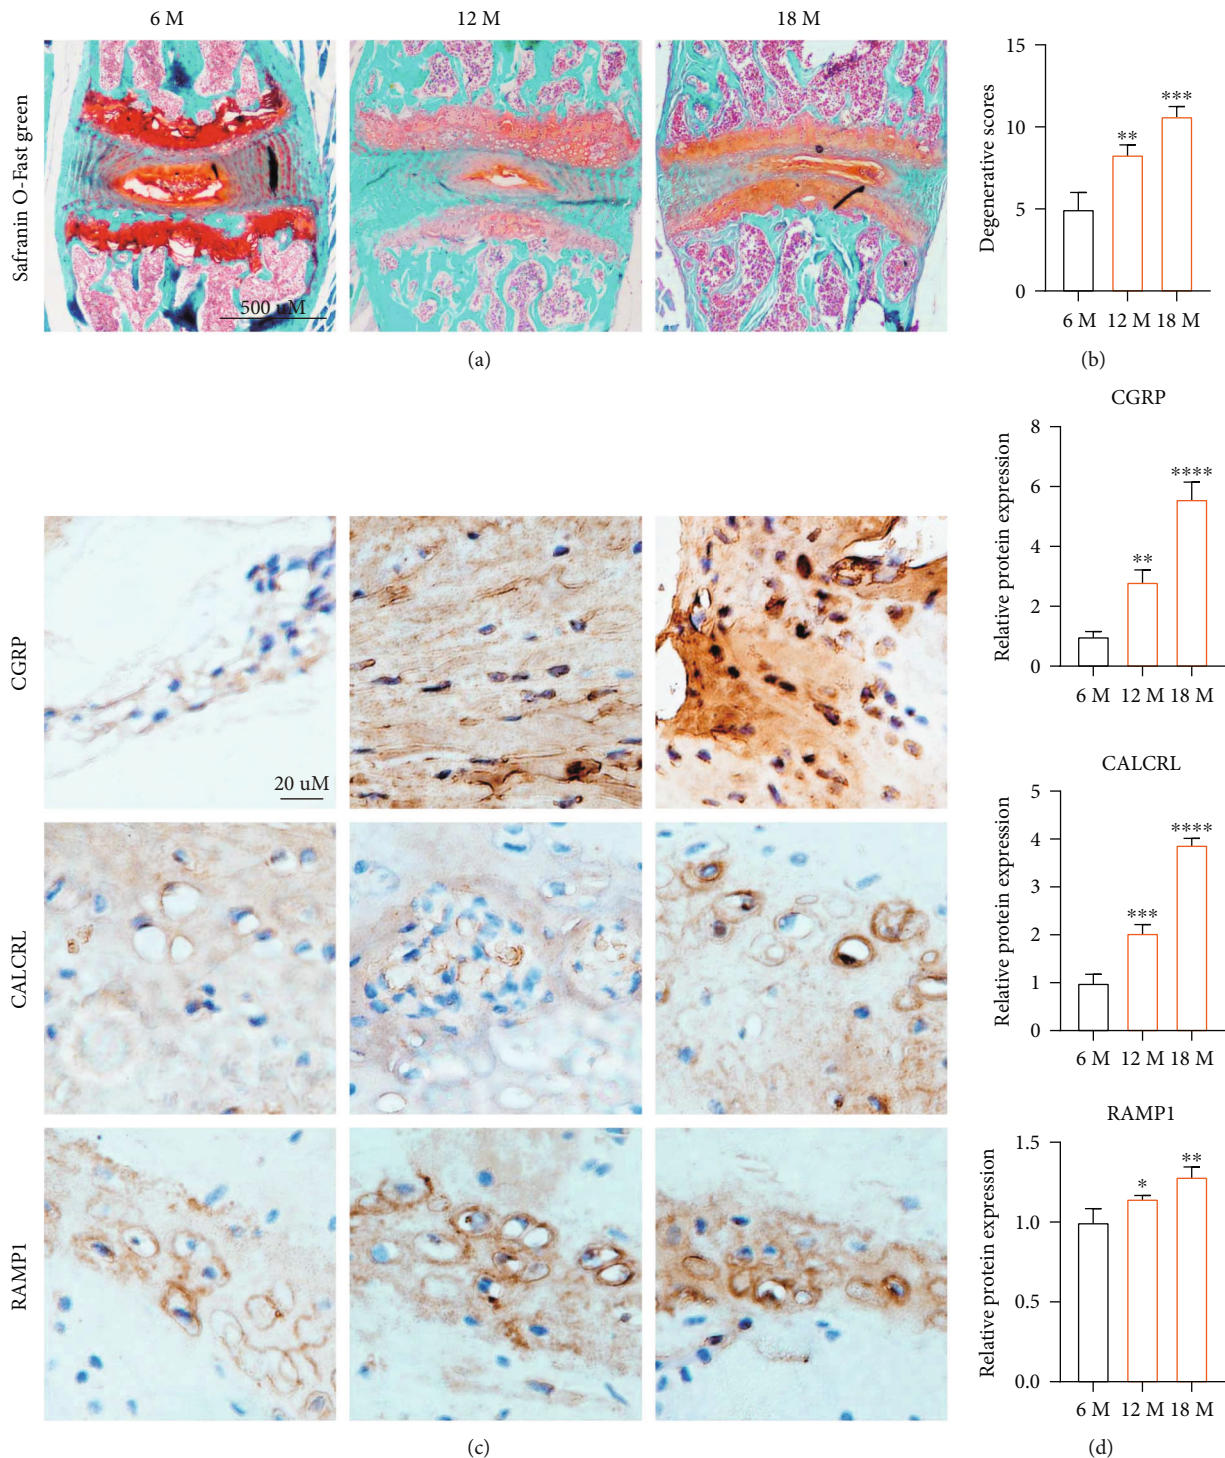 6 M 12 M 18 M
Safranin O-Fast green
500 uM
(a)
Degenerative scores
15
10
5
0
**
***
6 M 12 M 18 M
(b)
CGRP
20 uM
CALCRL
RAMP1
(c)
CGRP
Relative protein expression
8
6
4
2
0
**
****
6 M 12 M 18 M
CALCRL
Relative protein expression
5
4
3
2
1
0
***
****
6 M 12 M 18 M
RAMP1
Relative protein expression
1.5
1.0
0.5
0.0
*
**
6 M 12 M 18 M
(d)